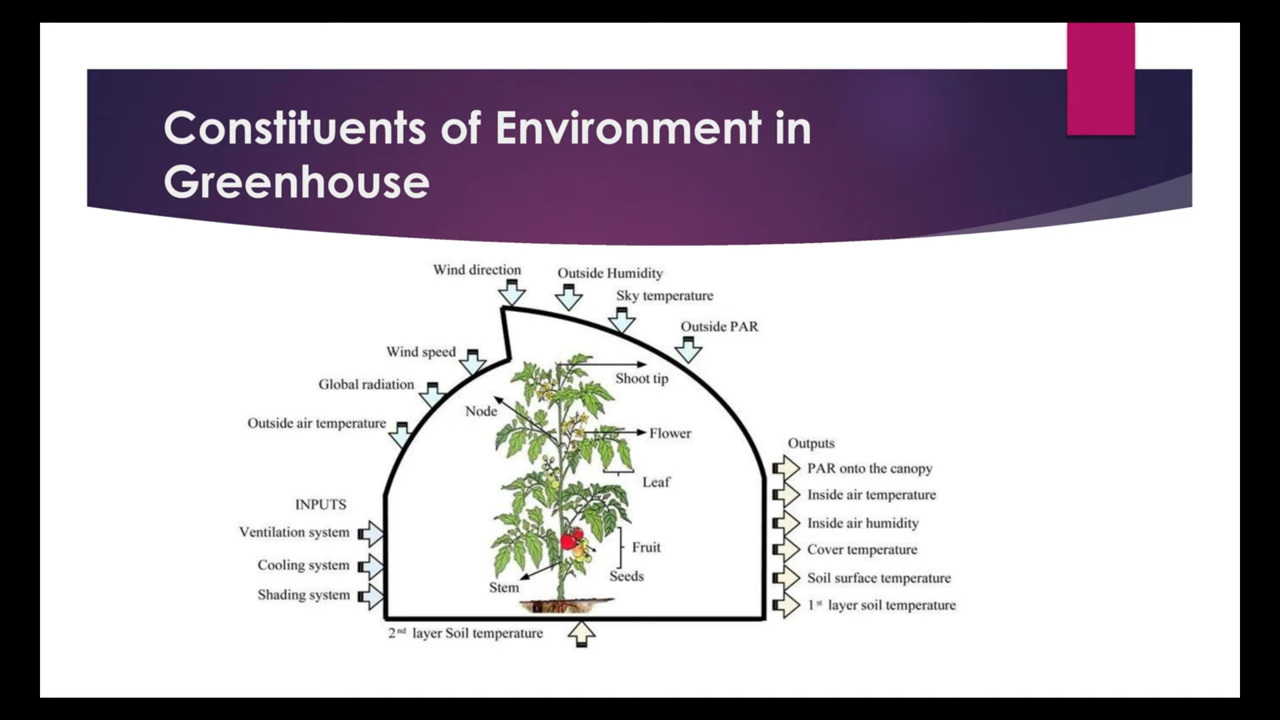 Constituents of Environment in
Greenhouse
Wind direction
Outside Humidity
Sky temperature
Outside PAR
Wind speed
Global radiation
Outside air temperature
Shoot tip
Node
Flower
Leaf
Fruit
Seeds
Stem
INPUTS
Ventilation system
Cooling system
Shading system
2nd layer Soil temperature
Outputs
PAR onto the canopy
Inside air temperature
Inside air humidity
Cover temperature
Soil surface temperature
1st layer soil temperature